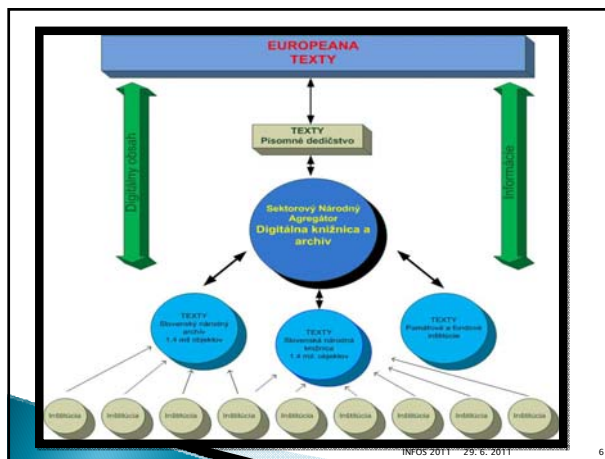 EUROPEANA
TEXTY
Digitálny obsah
Informácie
TEXTY
Písomné dedičstvo
Sektorový Národný
Agregátor
Digitálna knižnica a
archív
TEXTY
Slovenský národný
archív
1.4 mil objektov
TEXTY
Slovenská národná
knižnica
1.4 mil. objektov
TEXTY
Pamäťové a fondové
inštitúcie
Inštitúcia
Inštitúcia
Inštitúcia
Inštitúcia
Inštitúcia
Inštitúcia
Inštitúcia
Inštitúcia
Inštitúcia
INFOS 2011 29. 6. 2011 6